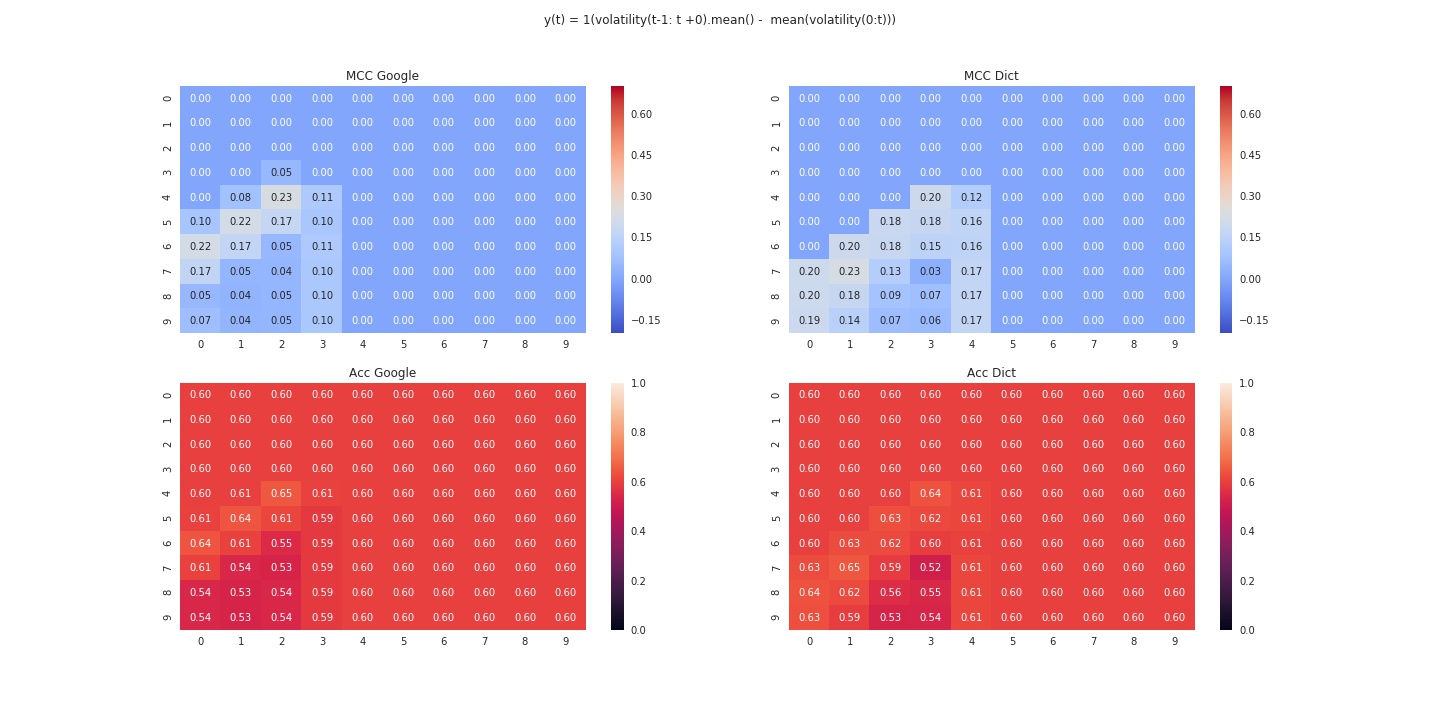 y(t) = 1(volatility(t-1: t +0).mean() -  mean(volatility(0:t)))
MCC Google
0 0.00 0.00 0.00 0.00 0.00 0.00 0.00 0.00 0.00 0.00
1 0.00 0.00 0.00 0.00 0.00 0.00 0.00 0.00 0.00 0.00
2 0.00 0.00 0.00 0.00 0.00 0.00 0.00 0.00 0.00 0.00
3 0.00 0.00 0.05 0.00 0.00 0.00 0.00 0.00 0.00 0.00
4 0.00 0.08 0.23 0.11 0.00 0.00 0.00 0.00 0.00 0.00
5 0.10 0.22 0.17 0.10 0.00 0.00 0.00 0.00 0.00 0.00
6 0.22 0.17 0.05 0.11 0.00 0.00 0.00 0.00 0.00 0.00
7 0.17 0.05 0.04 0.10 0.00 0.00 0.00 0.00 0.00 0.00
8 0.05 0.04 0.05 0.10 0.00 0.00 0.00 0.00 0.00 0.00
9 0.07 0.04 0.05 0.10 0.00 0.00 0.00 0.00 0.00 0.00
0 1 2 3 4 5 6 7 8 9
0.60
0.45
0.30
0.15
0.00
−0.15
MCC Dict
0 0.00 0.00 0.00 0.00 0.00 0.00 0.00 0.00 0.00 0.00
1 0.00 0.00 0.00 0.00 0.00 0.00 0.00 0.00 0.00 0.00
2 0.00 0.00 0.00 0.00 0.00 0.00 0.00 0.00 0.00 0.00
3 0.00 0.00 0.00 0.00 0.00 0.00 0.00 0.00 0.00 0.00
4 0.00 0.00 0.00 0.20 0.12 0.00 0.00 0.00 0.00 0.00
5 0.00 0.00 0.18 0.18 0.16 0.00 0.00 0.00 0.00 0.00
6 0.00 0.20 0.18 0.15 0.16 0.00 0.00 0.00 0.00 0.00
7 0.20 0.23 0.13 0.03 0.17 0.00 0.00 0.00 0.00 0.00
8 0.20 0.18 0.09 0.07 0.17 0.00 0.00 0.00 0.00 0.00
9 0.19 0.14 0.07 0.06 0.17 0.00 0.00 0.00 0.00 0.00
0 1 2 3 4 5 6 7 8 9
0.60
0.45
0.30
0.15
0.00
−0.15
Acc Google
0 0.60 0.60 0.60 0.60 0.60 0.60 0.60 0.60 0.60 0.60
1 0.60 0.60 0.60 0.60 0.60 0.60 0.60 0.60 0.60 0.60
2 0.60 0.60 0.60 0.60 0.60 0.60 0.60 0.60 0.60 0.60
3 0.60 0.60 0.60 0.60 0.60 0.60 0.60 0.60 0.60 0.60
4 0.60 0.61 0.65 0.61 0.60 0.60 0.60 0.60 0.60 0.60
5 0.61 0.64 0.61 0.59 0.60 0.60 0.60 0.60 0.60 0.60
6 0.64 0.61 0.55 0.59 0.60 0.60 0.60 0.60 0.60 0.60
7 0.61 0.54 0.53 0.59 0.60 0.60 0.60 0.60 0.60 0.60
8 0.54 0.53 0.54 0.59 0.60 0.60 0.60 0.60 0.60 0.60
9 0.54 0.53 0.54 0.59 0.60 0.60 0.60 0.60 0.60 0.60
0 1 2 3 4 5 6 7 8 9
1.0
0.8
0.6
0.4
0.2
0.0
Acc Dict
0 0.60 0.60 0.60 0.60 0.60 0.60 0.60 0.60 0.60 0.60
1 0.60 0.60 0.60 0.60 0.60 0.60 0.60 0.60 0.60 0.60
2 0.60 0.60 0.60 0.60 0.60 0.60 0.60 0.60 0.60 0.60
3 0.60 0.60 0.60 0.60 0.60 0.60 0.60 0.60 0.60 0.60
4 0.60 0.60 0.60 0.64 0.61 0.60 0.60 0.60 0.60 0.60
5 0.60 0.60 0.63 0.62 0.61 0.60 0.60 0.60 0.60 0.60
6 0.60 0.63 0.62 0.60 0.61 0.60 0.60 0.60 0.60 0.60
7 0.63 0.65 0.59 0.52 0.61 0.60 0.60 0.60 0.60 0.60
8 0.64 0.62 0.56 0.55 0.61 0.60 0.60 0.60 0.60 0.60
9 0.63 0.59 0.53 0.54 0.61 0.60 0.60 0.60 0.60 0.60
0 1 2 3 4 5 6 7 8 9
1.0
0.8
0.6
0.4
0.2
0.0